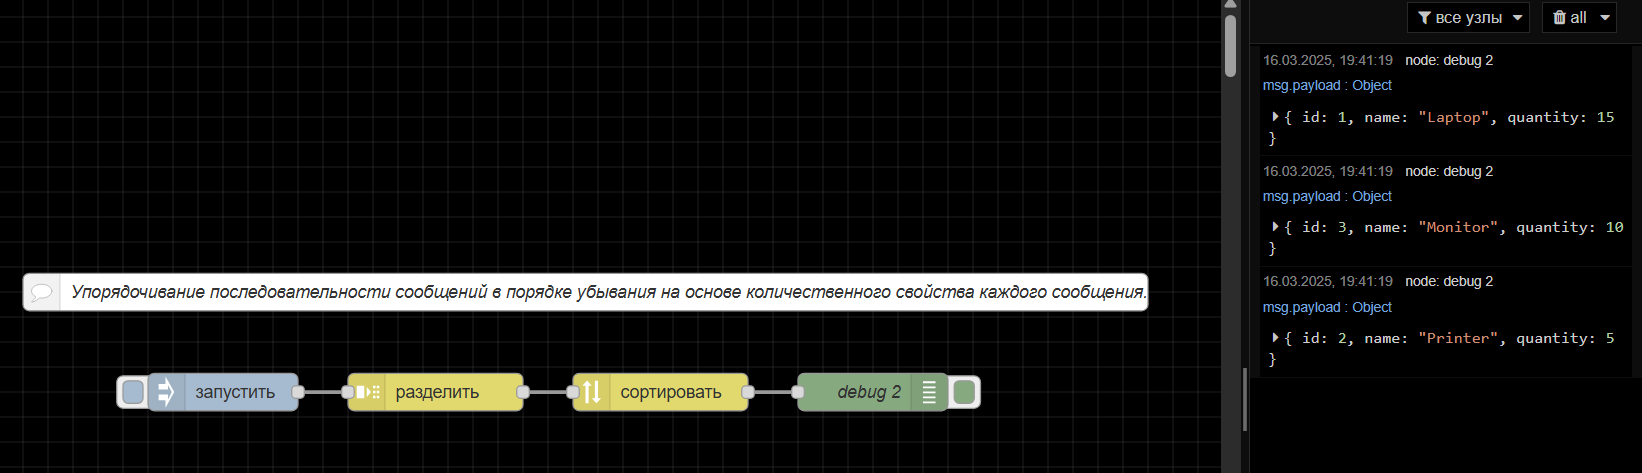 Упорядочивание последовательности сообщений в порядке убывания на основе количественного свойства каждого сообщения.
запустить
разделить
сортировать
debug 2
все узлы
all
16.03.2025, 19:41:19 node: debug 2
msg.payload : Object
{ id: 1, name: "Laptop", quantity: 15
}
16.03.2025, 19:41:19 node: debug 2
msg.payload : Object
{ id: 3, name: "Monitor", quantity: 10
}
16.03.2025, 19:41:19 node: debug 2
msg.payload : Object
{ id: 2, name: "Printer", quantity: 5
}